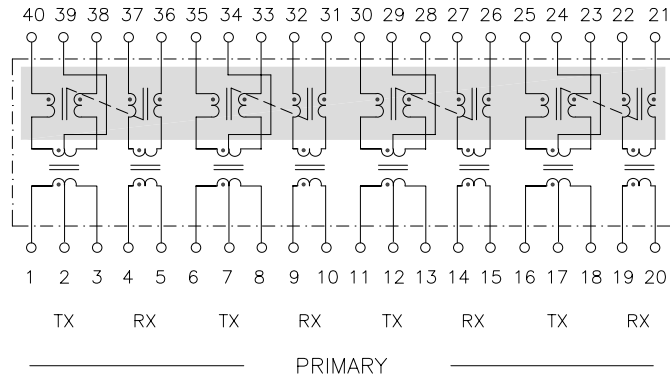 40 39 38 37 36 35 34 33 32 31 30 29 28 27 26 25 24 23 22 21
1 2 3 4 5 6 7 8 9 10 11 12 13 14 15 16 17 18 19 20
TX RX TX RX TX RX TX RX
PRIMARY